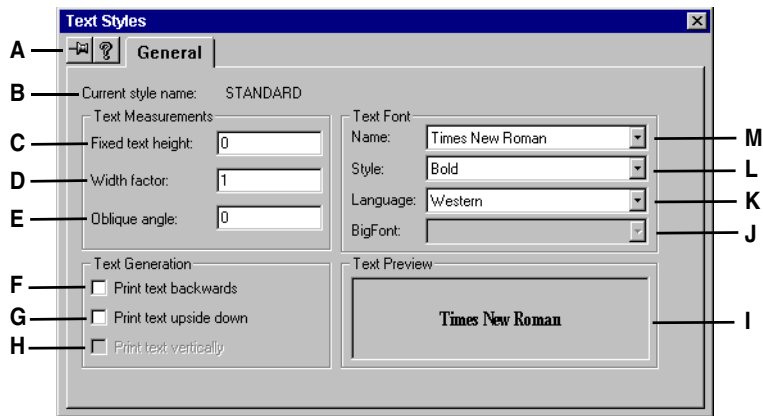 Text Styles
A
? General
B Current style name: STANDARD
Text Measurements
C Fixed text height: 0
D Width factor: 1
E Oblique angle: 0
Text Font
Name: Times New Roman M
Style: Bold L
Language: Western K
BigFont: J
Text Generation
F Print text backwards
G Print text upside down
H Print text vertically
Text Preview
Times New Roman I